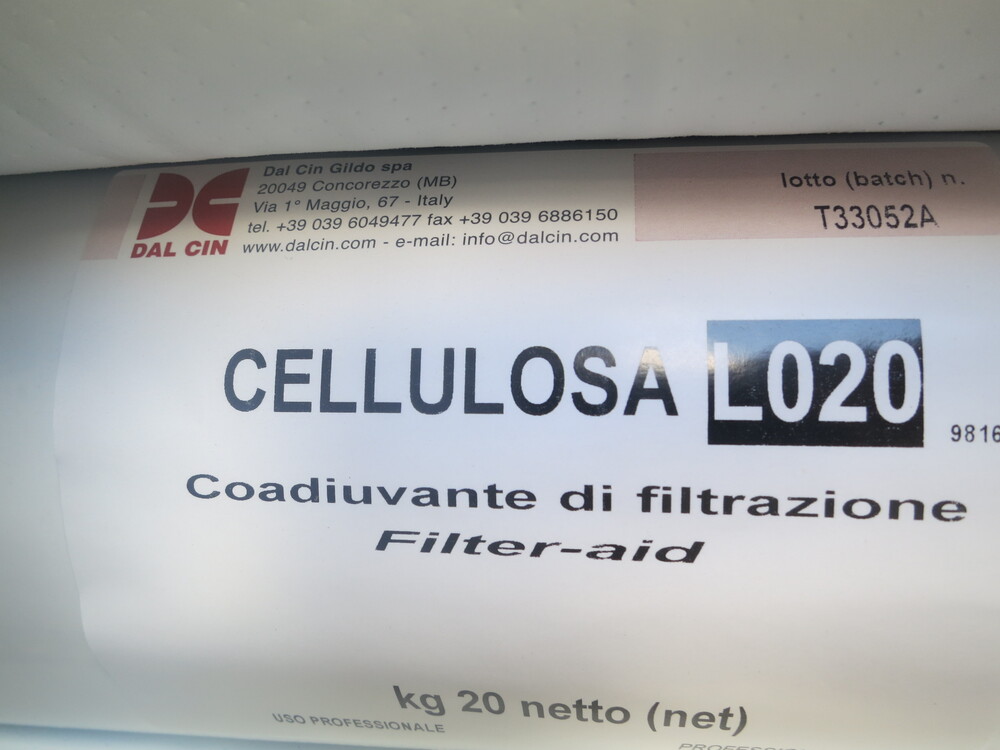 Dal Cin Gildo spa
20049 Concorezzo (MB)
Via 1° Maggio, 67 - Italy
tel. +39 039 6049477 fax +39 039 6886150
www.dalcin.com - e-mail: info@dalcin.com
DAL CIN
lotto (batch) n.
T33052A
CELLULOSA L020
9816
Coadiuvante di filtrazione
Filter-aid
kg 20 netto (net)
USO PROFESSIONALE